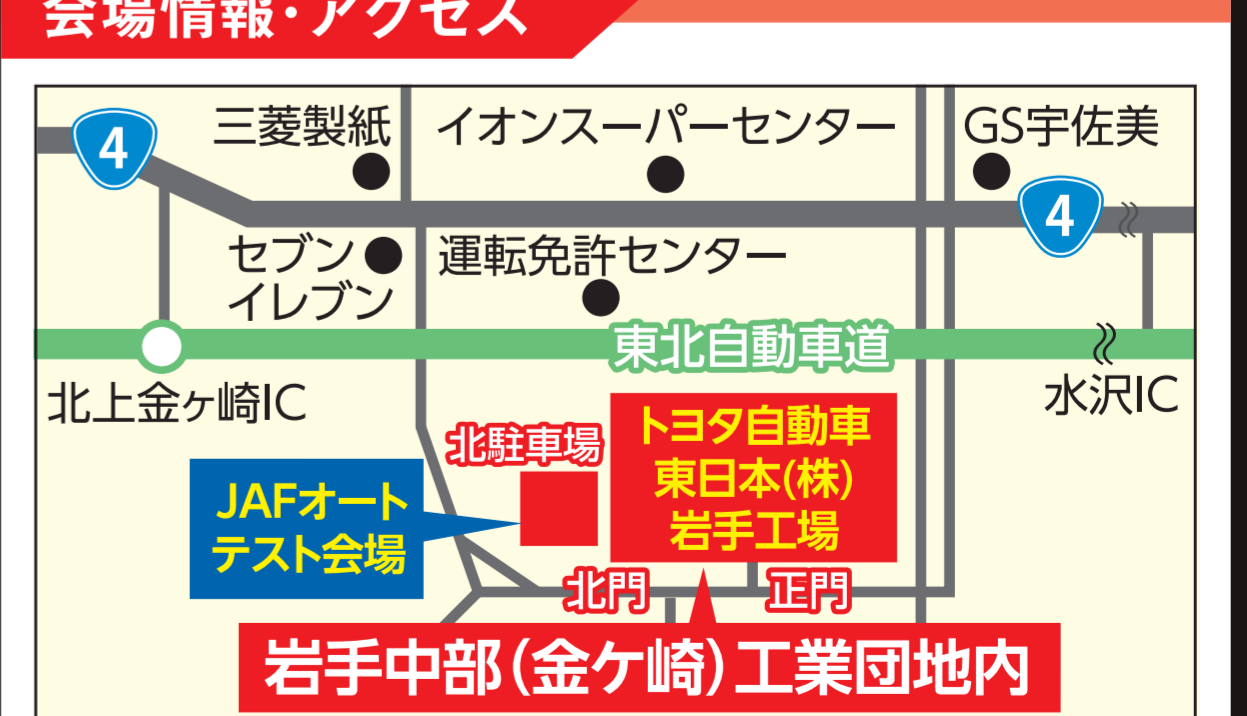 会場情報・アクセス
4
三菱製紙
イオンスーパーセンター
GS宇佐美
4
セブン
イレブン
運転免許センター
東北自動車道
北上金ヶ崎IC
水沢IC
北駐車場
トヨタ自動車
東日本(株)
岩手工場
JAFオート
テスト会場
北門
正門
岩手中部(金ケ崎)工業団地内